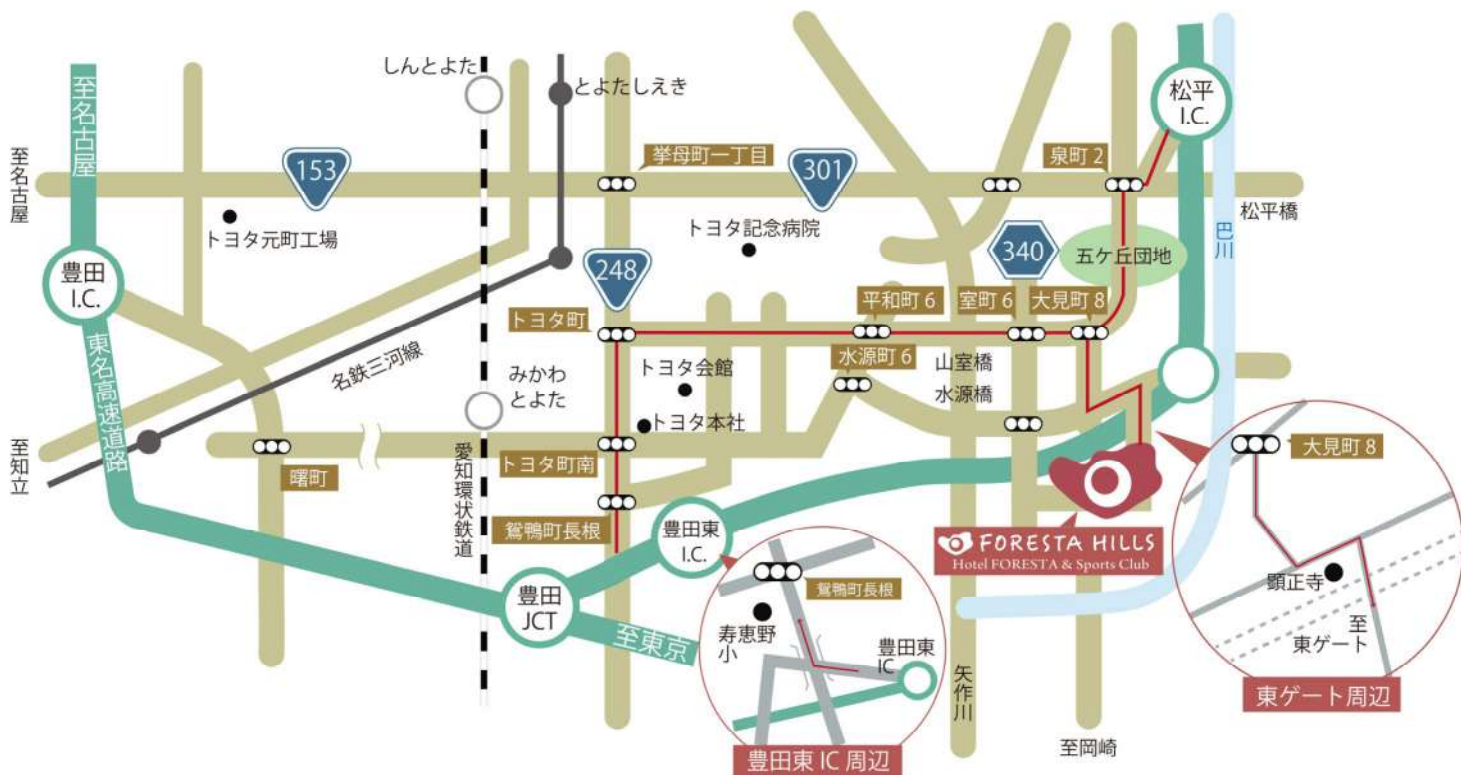 至名古屋
しんとよた
とよたしえき
松平
I.C.
至名古屋
153
挙母町一丁目
301
泉町2
松平橋
トヨタ元町工場
トヨタ記念病院
巴川
豊田
I.C.
248
340
五ケ丘団地
トヨタ町
平和町6
室町6
大見町8
水源町6
山室橋
水源橋
東名高速道路
名鉄三河線
みかわ
とよた
トヨタ会館
トヨタ本社
至知立
曙町
愛知環状鉄道
トヨタ町南
鴛鴨町長根
豊田東
I.C.
豊田
JCT
至東京
FORESTA HILLS
Hotel FORESTA & Sports Club
大見町8
顕正寺
至
東ゲート
東ゲート周辺
鴛鴨町長根
寿恵野
小
豊田東
IC
豊田東IC周辺
矢作川
至岡崎